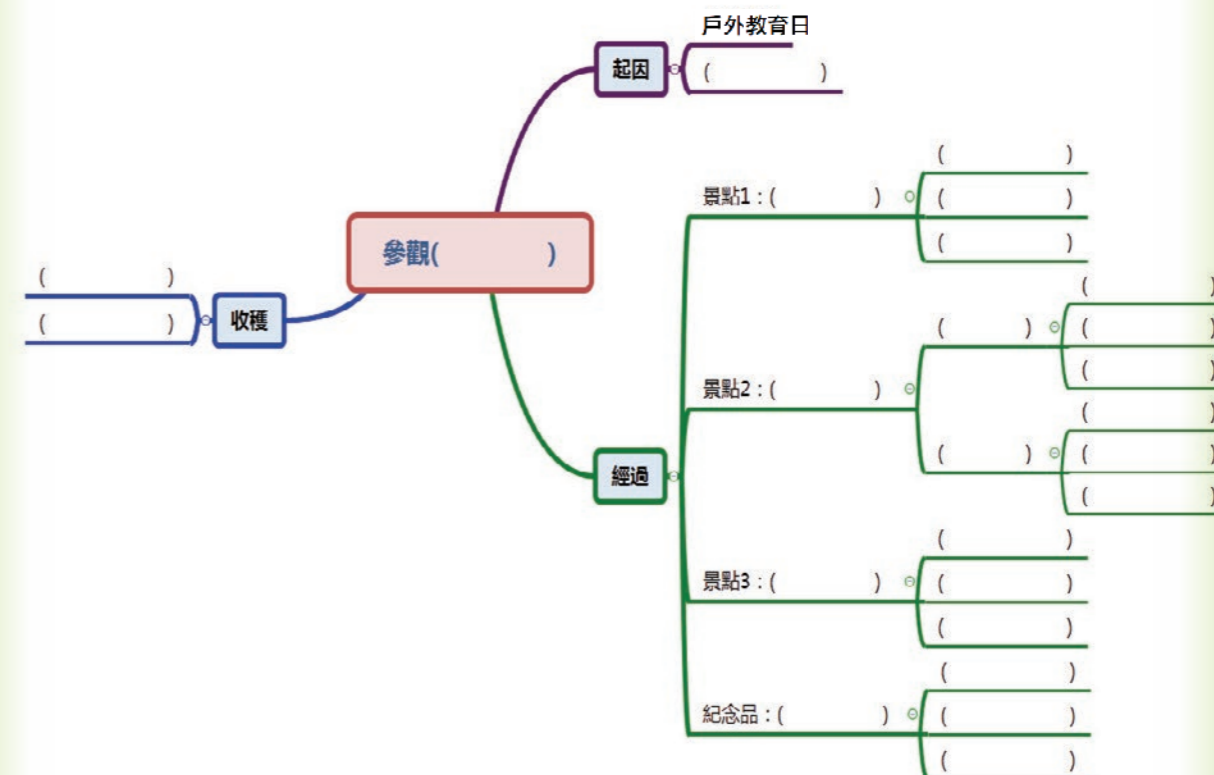 戶外教育日
起因
(　　　)
(　　　)
景點1：(　　　)
(　　　)
(　　　)
參觀(　　　)
(　　　)
(　　　)
收穫
(　　　)
(　　　)
(　　　)
(　　　)
(　　　)
景點2：(　　　)
(　　　)
(　　　)
(　　　)
(　　　)
經過
(　　　)
景點3：(　　　)
(　　　)
(　　　)
(　　　)
紀念品：(　　　)
(　　　)
(　　　)